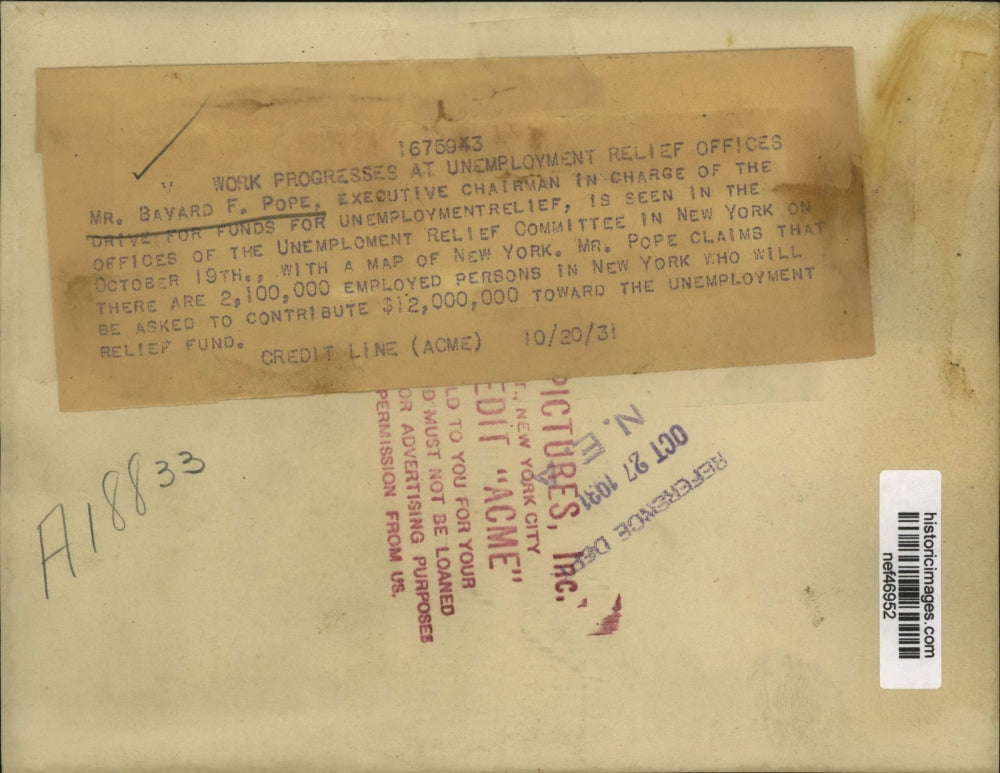 1675943
WORK PROGRESSES AT UNEMPLOYMENT RELIEF OFFICES
MR. BAYARD F. POPE, EXECUTIVE CHAIRMAN IN CHARGE OF THE
DRIVE FOR FUNDS FOR UNEMPLOYMENTRELIEF, IS SEEN IN THE
OFFICES OF THE UNEMPLOMENT RELIEF COMMITTEE IN NEW YORK ON
OCTOBER 19TH., WITH A MAP OF NEW YORK. MR. POPE CLAIMS THAT
THERE ARE 2,100,000 EMPLOYED PERSONS IN NEW YORK WHO WILL
BE ASKED TO CONTRIBUTE $12,000,000 TOWARD THE UNEMPLOYMENT
RELIEF FUND.
CREDIT LINE (ACME) 10/20/31
PICTURES, INC.
T., NEW YORK CITY
EDIT "ACME"
LD TO YOU FOR YOUR
D MUST NOT BE LOANED
OR ADVERTISING PURPOSES
PERMISSION FROM US.
REFERENCE DEP
OCT 27 1931
N. E. A
A18833
historicimages.com
nef46952